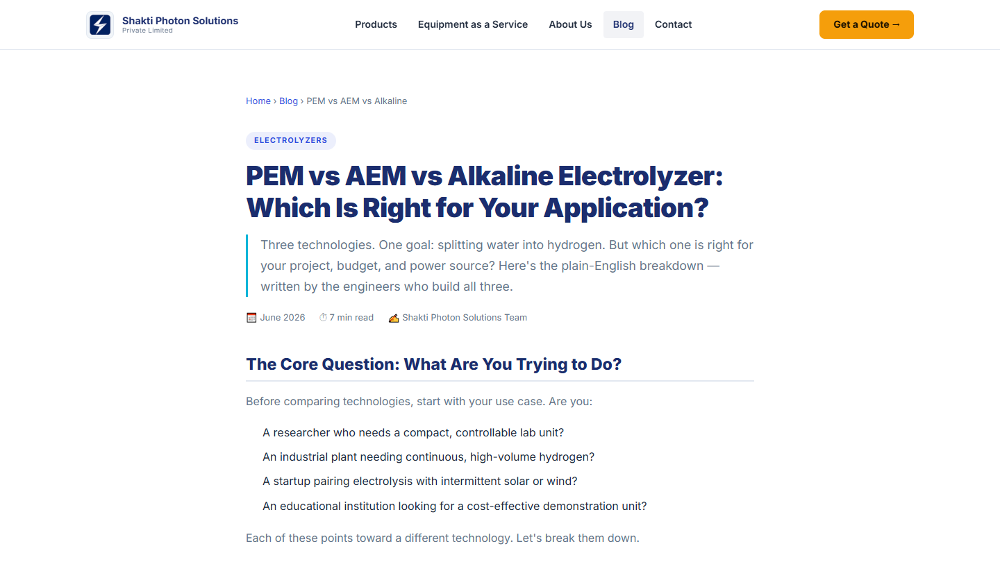 Shakti Photon Solutions
Private Limited
Products
Equipment as a Service
About Us
Blog
Contact
Get a Quote →
Home › Blog › PEM vs AEM vs Alkaline
ELECTROLYZERS
PEM vs AEM vs Alkaline Electrolyzer:
Which Is Right for Your Application?
Three technologies. One goal: splitting water into hydrogen. But which one is right for
your project, budget, and power source? Here's the plain-English breakdown —
written by the engineers who build all three.
📅 June 2026 ⏱ 7 min read ✍ Shakti Photon Solutions Team
The Core Question: What Are You Trying to Do?
Before comparing technologies, start with your use case. Are you:
A researcher who needs a compact, controllable lab unit?
An industrial plant needing continuous, high-volume hydrogen?
A startup pairing electrolysis with intermittent solar or wind?
An educational institution looking for a cost-effective demonstration unit?
Each of these points toward a different technology. Let's break them down.